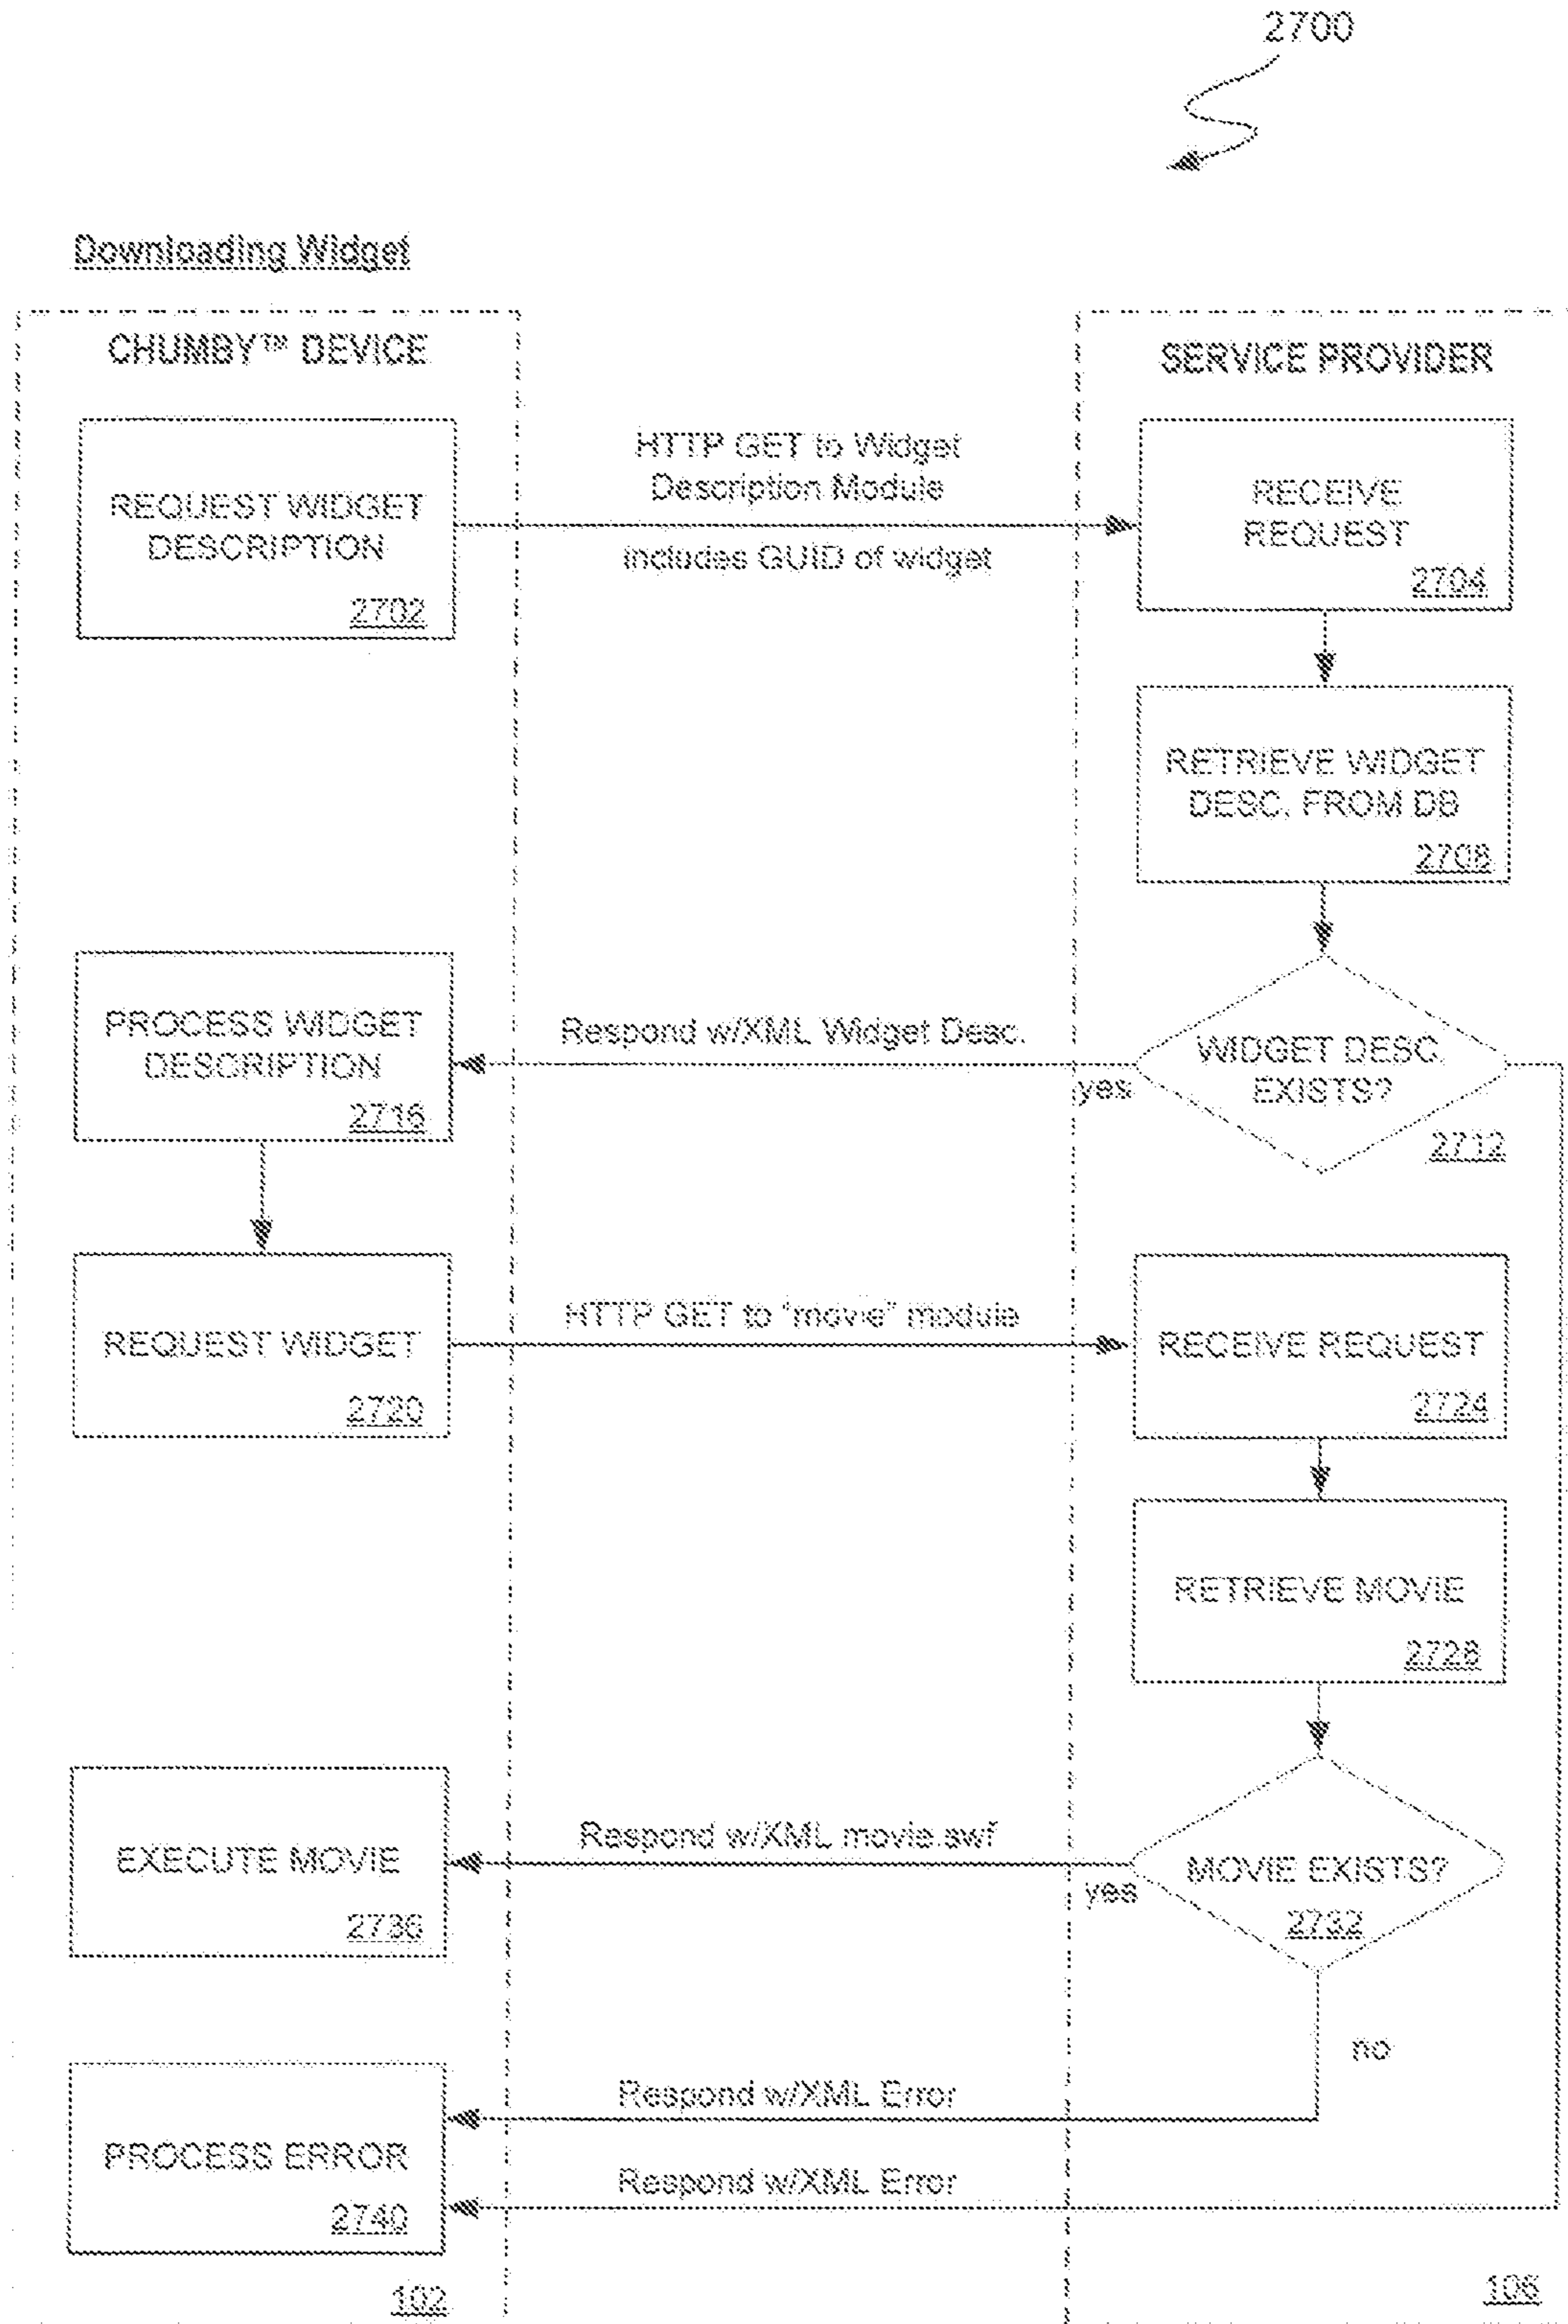 2700
Downloading Widget
CHUMBY™ DEVICE
SERVICE PROVIDER
REQUEST WIDGET
DESCRIPTION
2702
HTTP GET to Widget
Description Module
includes GUID of widget
RECEIVE
REQUEST
2704
RETRIEVE WIDGET
DESC. FROM DB
2708
PROCESS WIDGET
DESCRIPTION
2716
Respond w/XML Widget Desc.
yes
WIDGET DESC.
EXISTS?
2712
REQUEST WIDGET
2720
HTTP GET to "movie" module
RECEIVE REQUEST
2724
RETRIEVE MOVIE
2728
EXECUTE MOVIE
2736
Respond w/XML movie.swf
yes
MOVIE EXISTS?
2732
no
Respond w/XML Error
PROCESS ERROR
2740
Respond w/XML Error
102
106